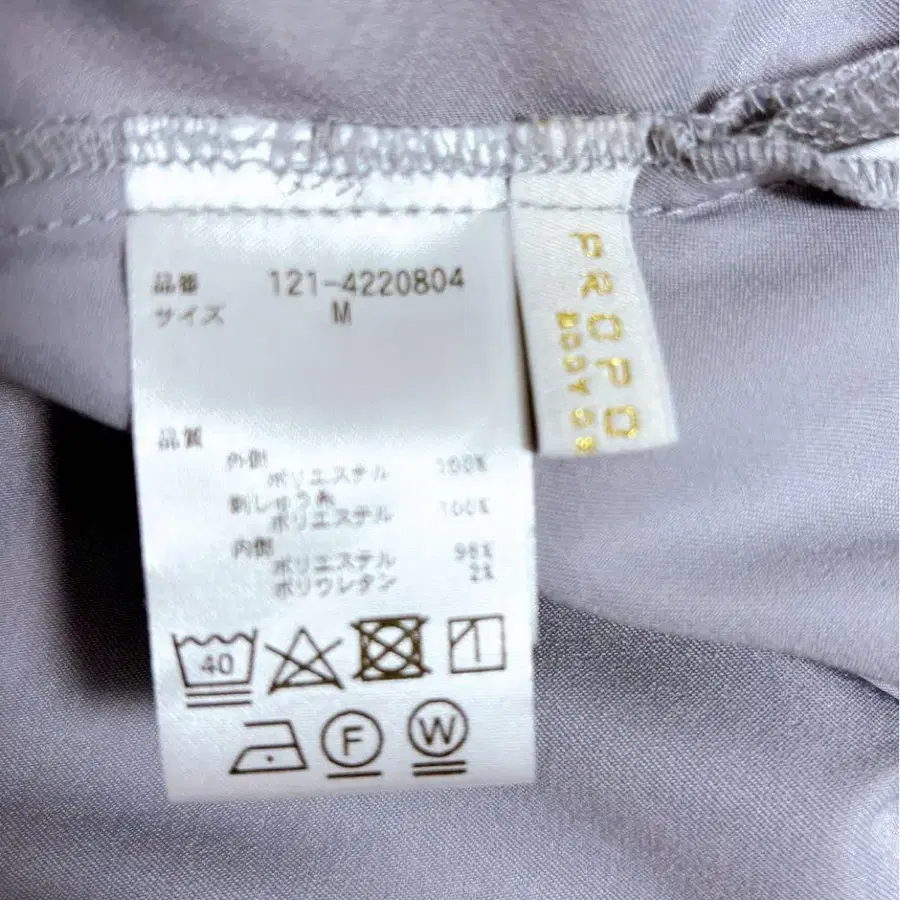 品番 121-4220804
サイズ M
品質
外側
ポリエステル 100%
刺しゅう糸
ポリエステル 100%
内側
ポリエステル 98%
ポリウレタン 2%
40
F
W
PROPO
BODY